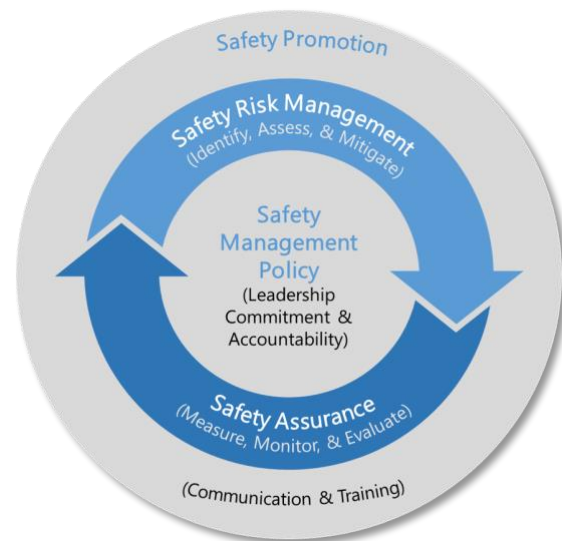 Safety Promotion
Safety Risk Management
(Identify, Assess, & Mitigate)
Safety
Management
Policy
(Leadership
Commitment &
Accountability)
Safety Assurance
(Measure, Monitor, & Evaluate)
(Communication & Training)